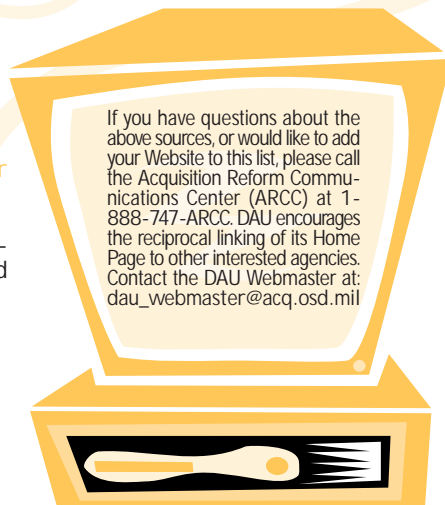 If you have questions about the
above sources, or would like to add
your Website to this list, please call
the Acquisition Reform Commu-
nications Center (ARCC) at 1-
888-747-ARCC. DAU encourages
the reciprocal linking of its Home
Page to other interested agencies.
Contact the DAU Webmaster at:
dau_webmaster@acq.osd.mil
r
-
d